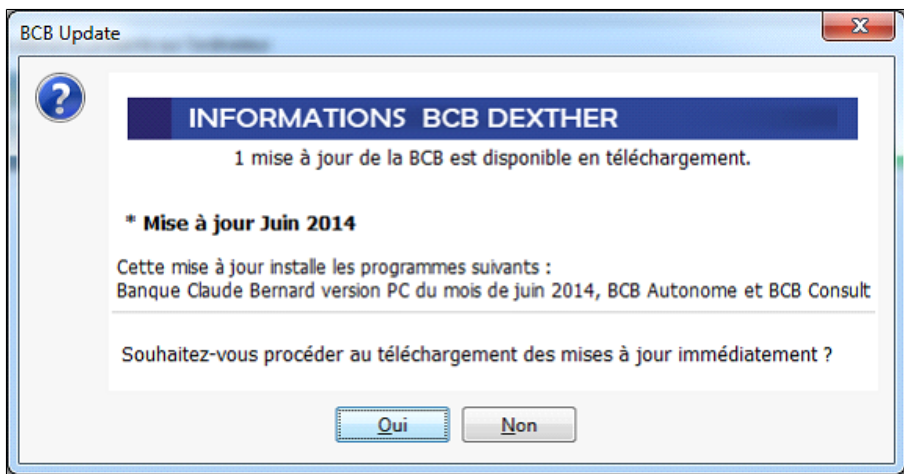 BCB Update
INFORMATIONS BCB DEXTHER
1 mise à jour de la BCB est disponible en téléchargement.
* Mise à jour Juin 2014
Cette mise à jour installe les programmes suivants :
Banque Claude Bernard version PC du mois de juin 2014, BCB Autonome et BCB Consult
Souhaitez-vous procéder au téléchargement des mises à jour immédiatement ?
Oui Non